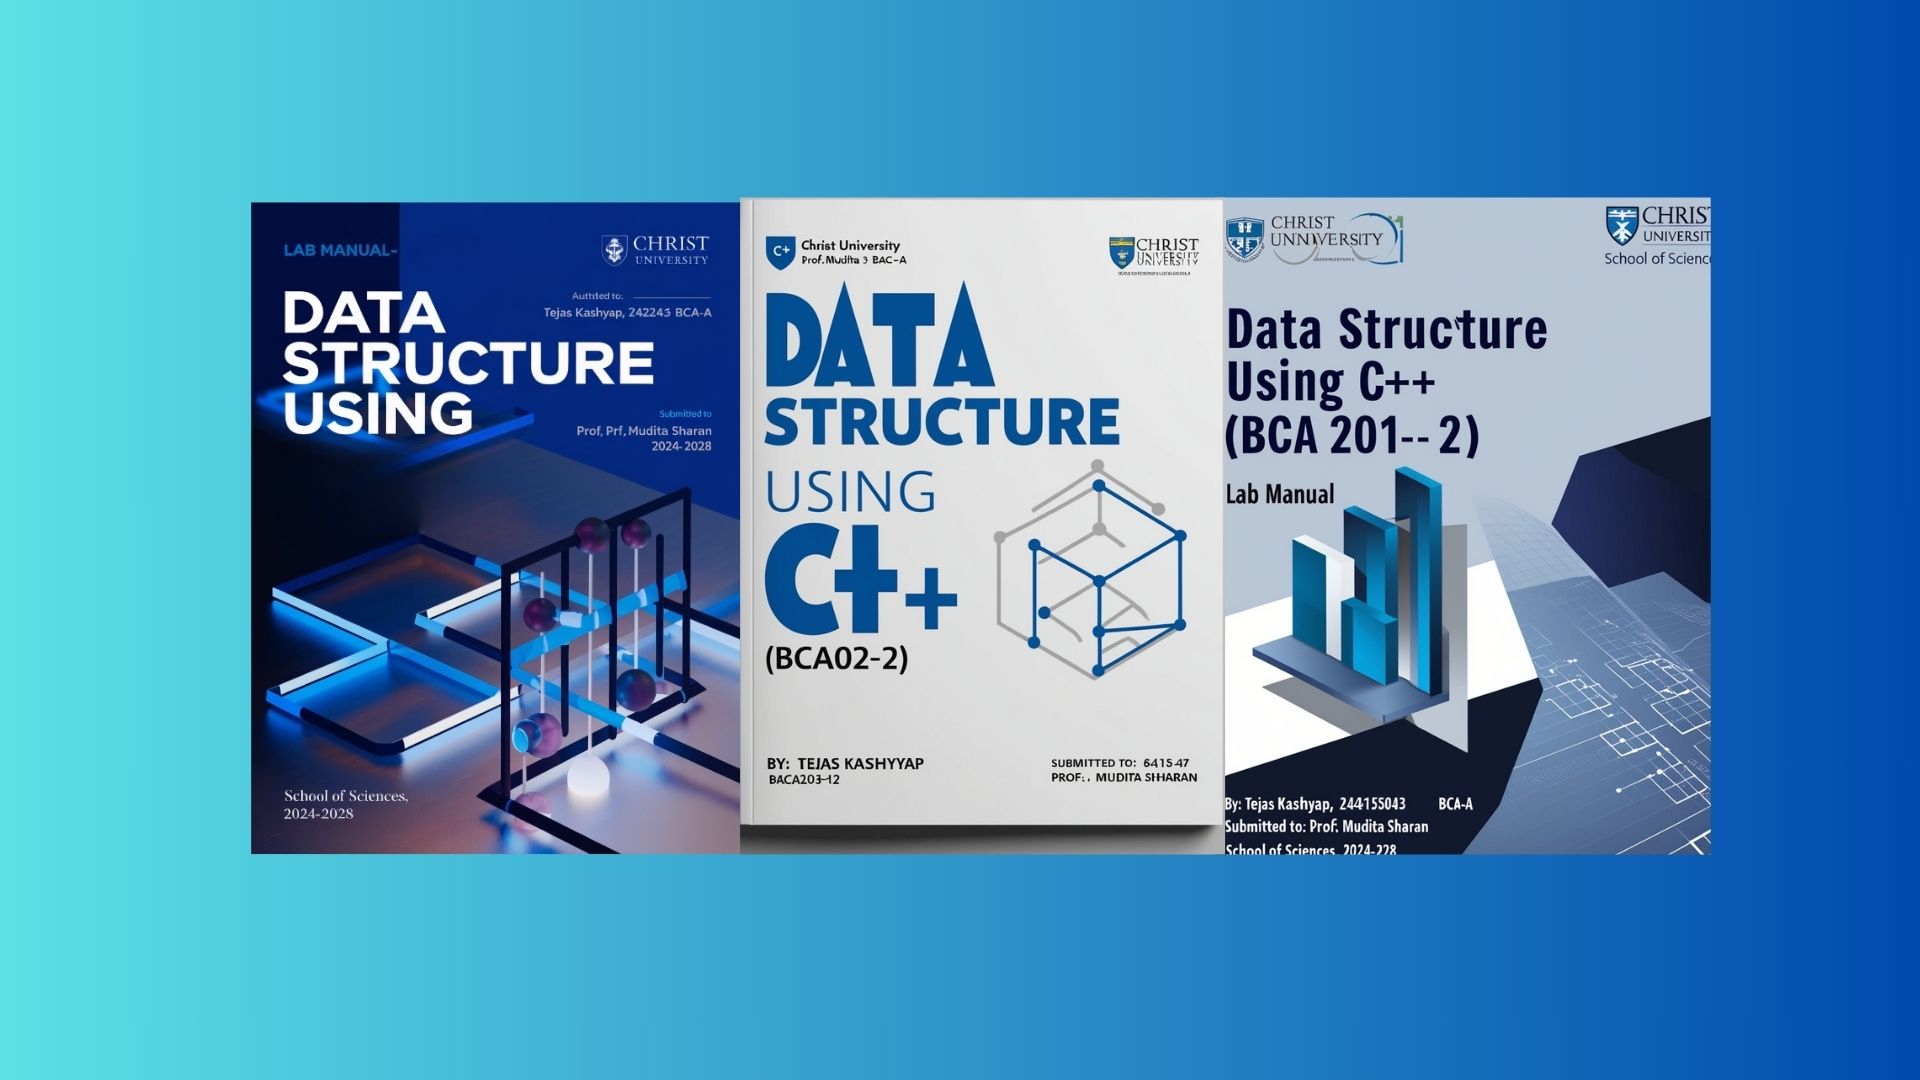 LAB MANUAL-
CHRIST
UNIVERSITY
DATA
STRUCTURE
USING
Authted to:
Tejas Kashyap, 242243 BCA-A
Submitted to
Prof, Prf, Mudita Sharan
2024-2028
School of Sciences,
2024-2028
C+
Christ University
Prof. Mudita 3 BAC-A
CHRIST
UNIVERSITY
DATA
STRUCTURE
USING
C++
(BCA02-2)
BY: TEJAS KASHYYAP
BACA203-12
SUBMITTED TO: 6415-47
PROF:. MUDITA SHHARAN
CHRIST
UNNIVERSITY
CHRIST
UNIVERSIT
School of Scienc
Data Structure
Using C++
(BCA 201-- 2)
Lab Manual
By: Tejas Kashyap, 244155043 BCA-A
Submitted to: Prof. Mudita Sharan
School of Sciences, 2024-228